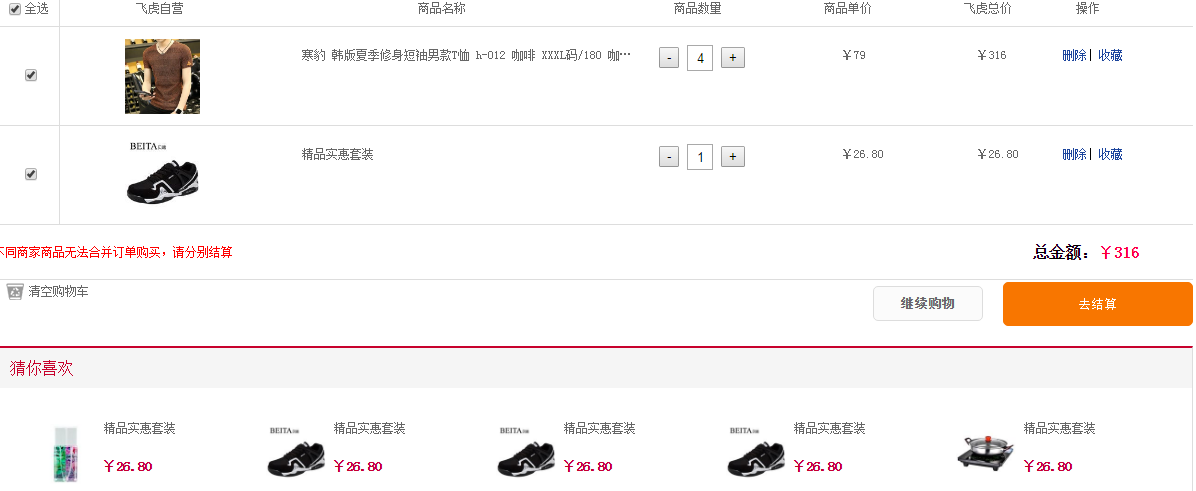 全选 飞虎自营 商品名称 商品数量 商品单价 飞虎总价 操作
寒豹 韩版夏季修身短袖男款T恤 h-012 咖啡 XXXL码/180 咖… - 4 + ￥79 ￥316 删除| 收藏
BEITA
精品实惠套装 - 1 + ￥26.80 ￥26.80 删除| 收藏
不同商家商品无法合并订单购买，请分别结算 总金额：￥316
清空购物车 继续购物 去结算
猜你喜欢
精品实惠套装 BEITA 精品实惠套装 BEITA 精品实惠套装 BEITA 精品实惠套装 精品实惠套装
￥26.80 ￥26.80 ￥26.80 ￥26.80 ￥26.80